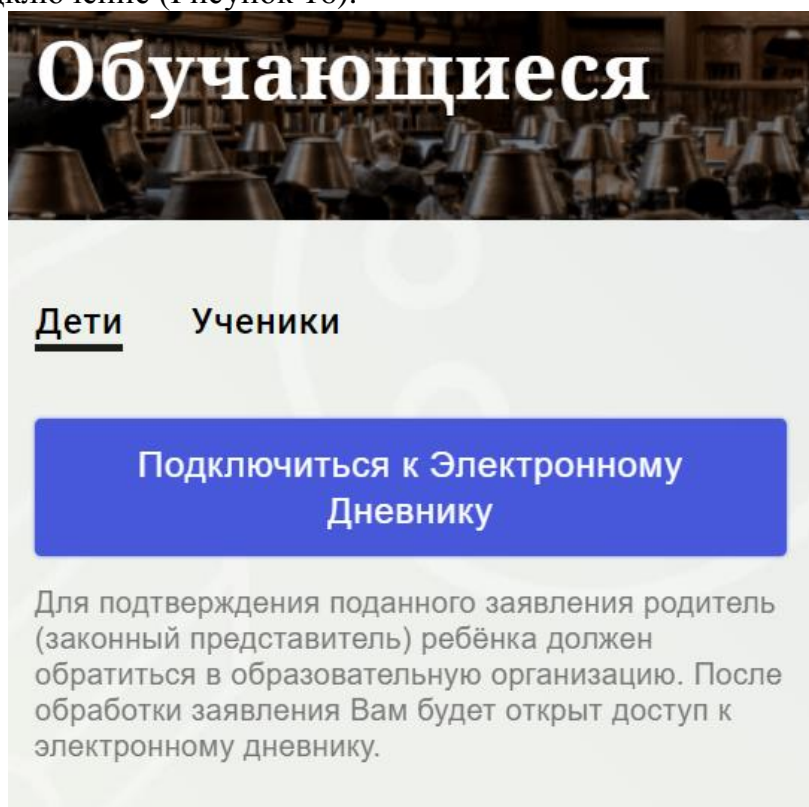 (Рисунок
Обучающиеся
Дети Ученики
Подключиться к Электронному
Дневнику
Для подтверждения поданного заявления родитель
(законный представитель) ребёнка должен
обратиться в образовательную организацию. После
обработки заявления Вам будет открыт доступ к
электронному дневнику.